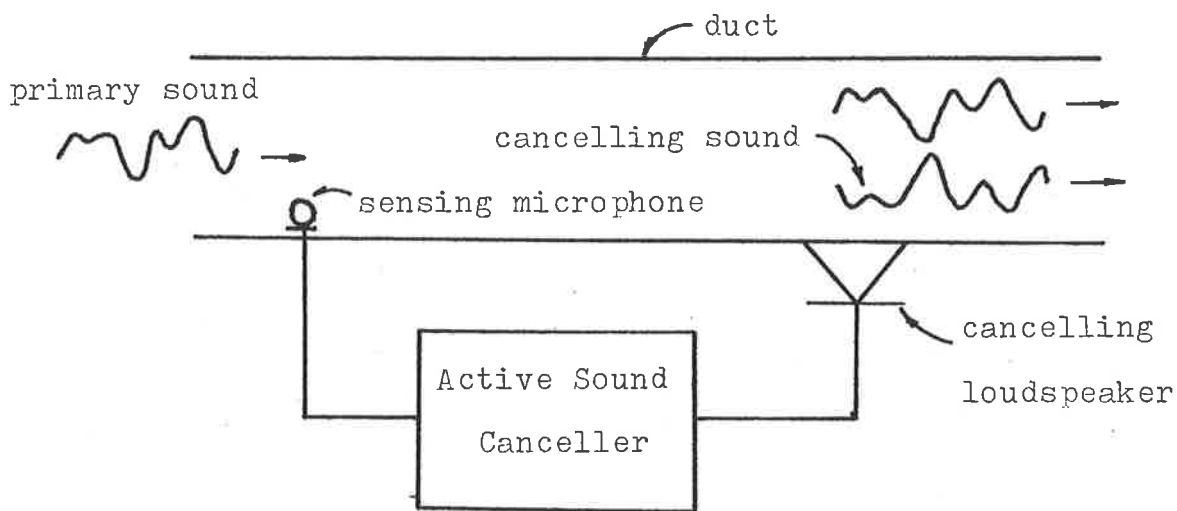 duct
primary sound
cancelling sound
sensing microphone
cancelling
loudspeaker
Active Sound
Canceller